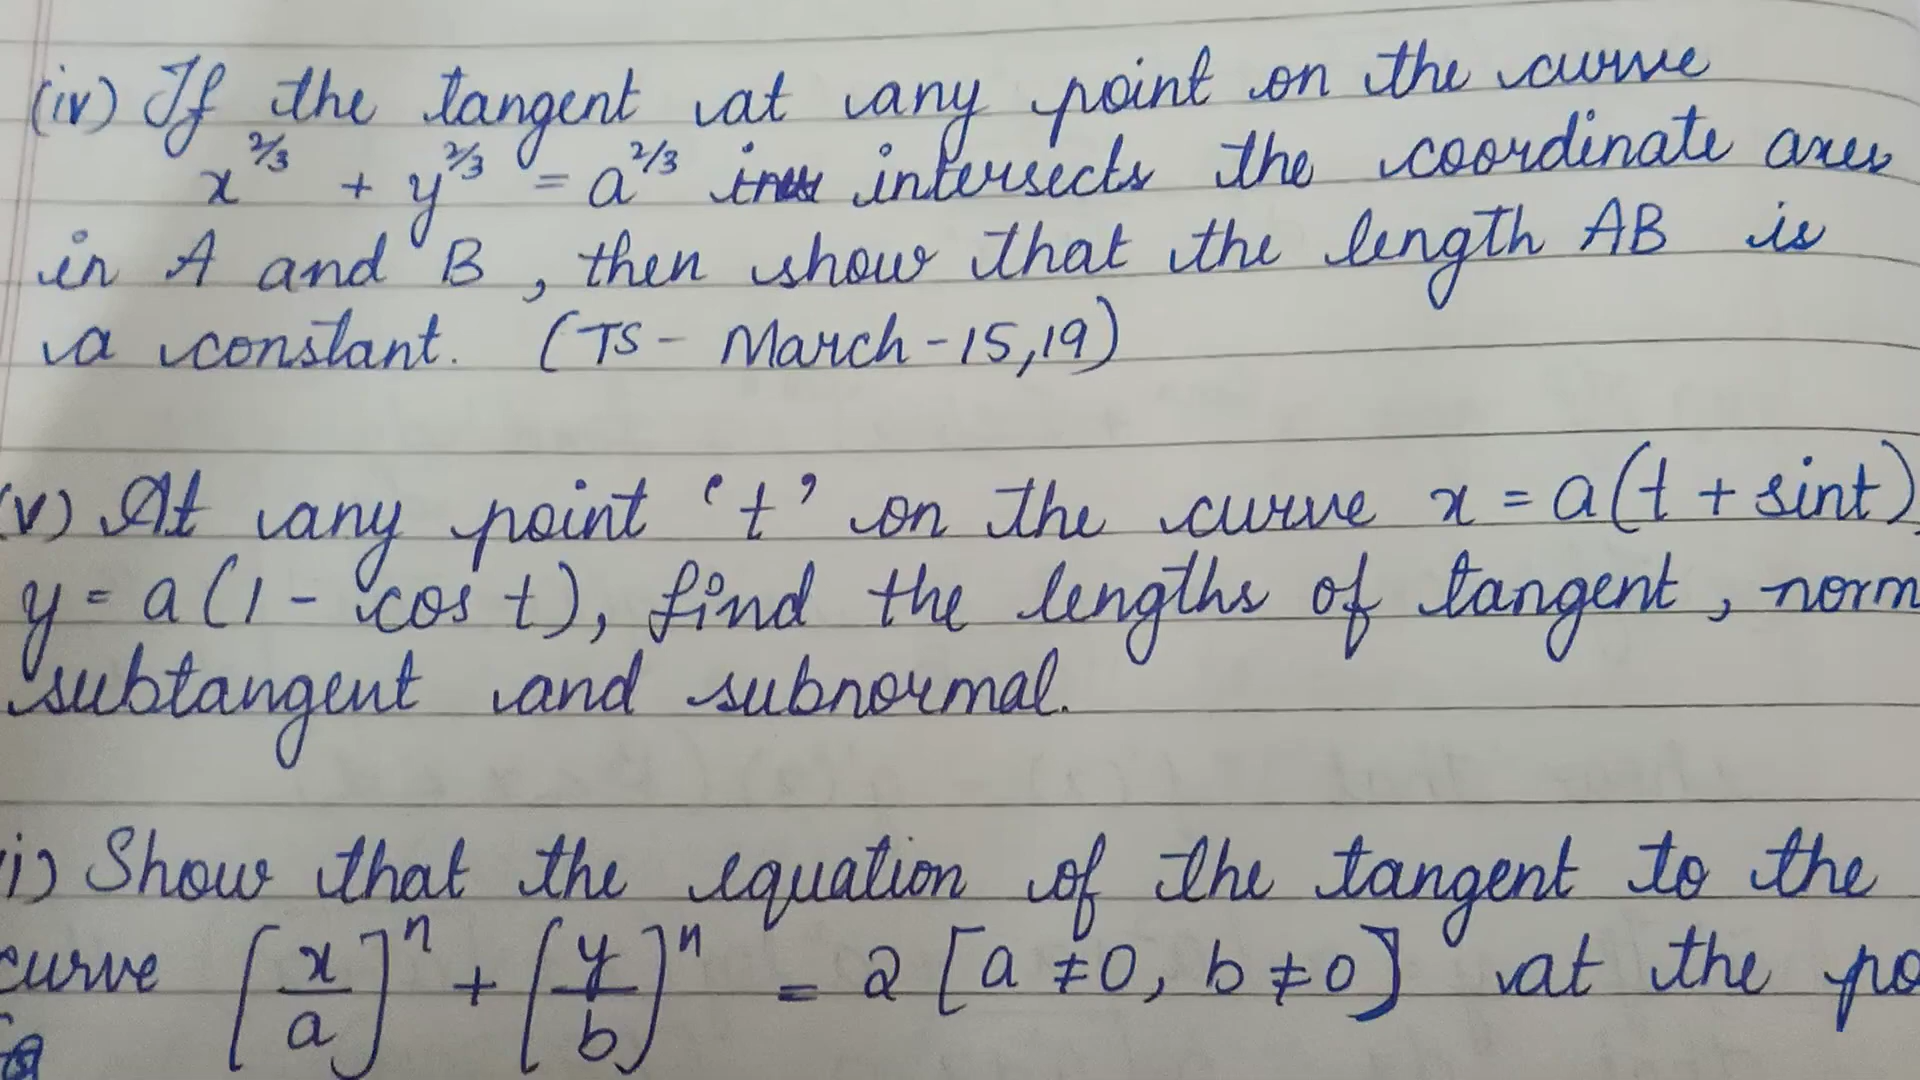 (iv) If the tangent at any point on the curve
x^2/3 + y^2/3 = a^2/3 intersects the coordinate axes
in A and B, then show that the length AB is
a constant. (TS - March - 15,19)
(v) At any point 't' on the curve x = a(t + sint)
y = a(1 - cos t), find the lengths of tangent, norm
subtangent and subnormal.
i) Show that the equation of the tangent to the
curve [x/a]^n + [y/b]^n = 2 [a ≠ 0, b ≠ 0] at the po